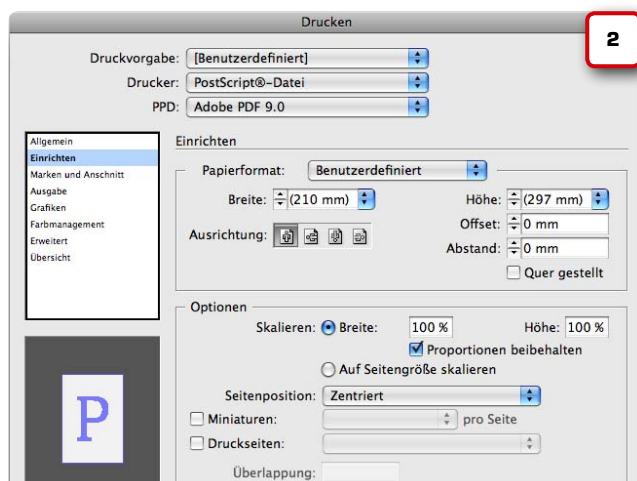 Drucken
2
Druckvorgabe: [Benutzerdefiniert]
Drucker: PostScript®-Datei
PPD: Adobe PDF 9.0
Allgemein
Einrichten
Marken und Anschnitt
Ausgabe
Grafiken
Farbmanagement
Erweitert
Übersicht
Einrichten
Papierformat: Benutzerdefiniert
Breite: (210 mm) Höhe: (297 mm)
Ausrichtung: Offset: 0 mm
Abstand: 0 mm
Quer gestellt
Optionen
Skalieren: Breite: 100 % Höhe: 100 %
Proportionen beibehalten
Auf Seitengröße skalieren
Seitenposition: Zentriert
Miniaturen: pro Seite
Druckseiten:
Überlappung:
P